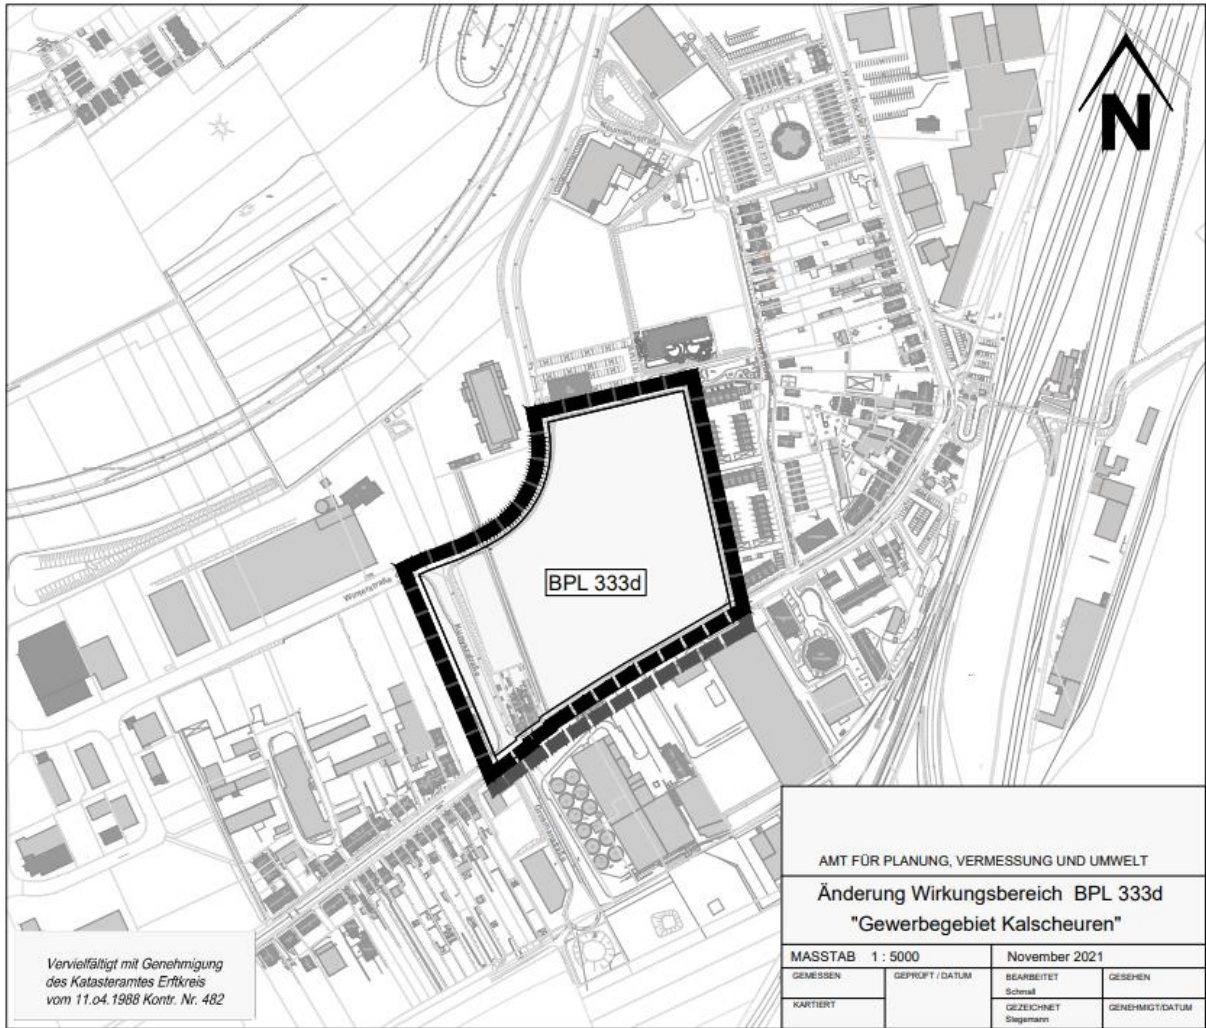 N
Winterstraße
BPL 333d
AMT FÜR PLANUNG, VERMESSUNG UND UMWELT
Änderung Wirkungsbereich BPL 333d
"Gewerbegebiet Kalscheuren"
MASSTAB 1 : 5000
November 2021
GEMESSEN
GEPRÜFT / DATUM
BEARBEITET
Schmall
GESEHEN
KARTIERT
GEZEICHNET
Stegemann
GENEHMIGT/DATUM
Vervielfältigt mit Genehmigung
des Katasteramtes Erftkreis
vom 11.o4.1988 Kontr. Nr. 482